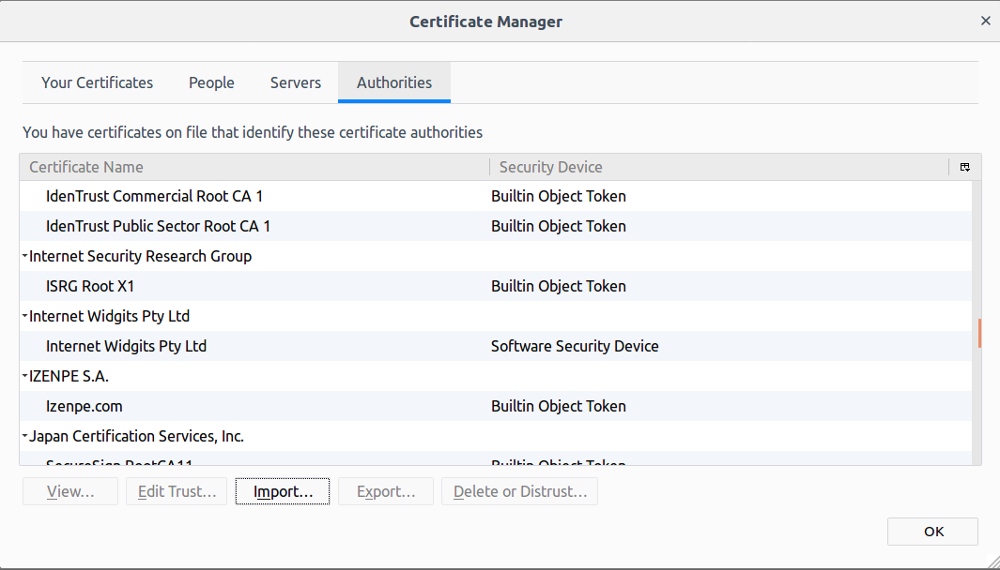 Certificate Manager
Your Certificates People Servers Authorities
You have certificates on file that identify these certificate authorities
Certificate Name Security Device
IdenTrust Commercial Root CA 1 Builtin Object Token
IdenTrust Public Sector Root CA 1 Builtin Object Token
Internet Security Research Group
ISRG Root X1 Builtin Object Token
Internet Widgits Pty Ltd
Internet Widgits Pty Ltd Software Security Device
IZENPE S.A.
Izenpe.com Builtin Object Token
Japan Certification Services, Inc.
SecureSign RootCA11 Builtin Object Token
View... Edit Trust... Import... Export... Delete or Distrust...
OK